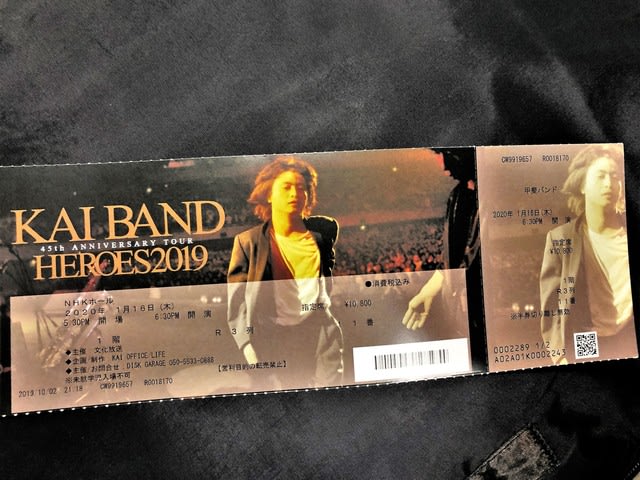 KAI BAND
45th ANNIVERSARY TOUR
HEROES2019
●消費税込み
NHKホール
2020年 1月16日(木) 指定席 ¥10,800
5:30PM 開場 6:30PM 開演
R 3列 1番
1階
◆主催 文化放送
◆企画 制作:KAI OFFICE/LIFE
◆主催/お問合せ:DISK GARAGE 050-5533-0888
※未就学児入場不可 【営利目的の転売禁止】
2019.10/02 21:18 CW9919657 R0018170
CW9919657 R0018170
甲斐バンド
2020年 1月16日(木)
6:30PM 開演
指定席
¥10,800
1階
R 3列
※半券切り離し無効
0002289 1/2
A02A01K0002243